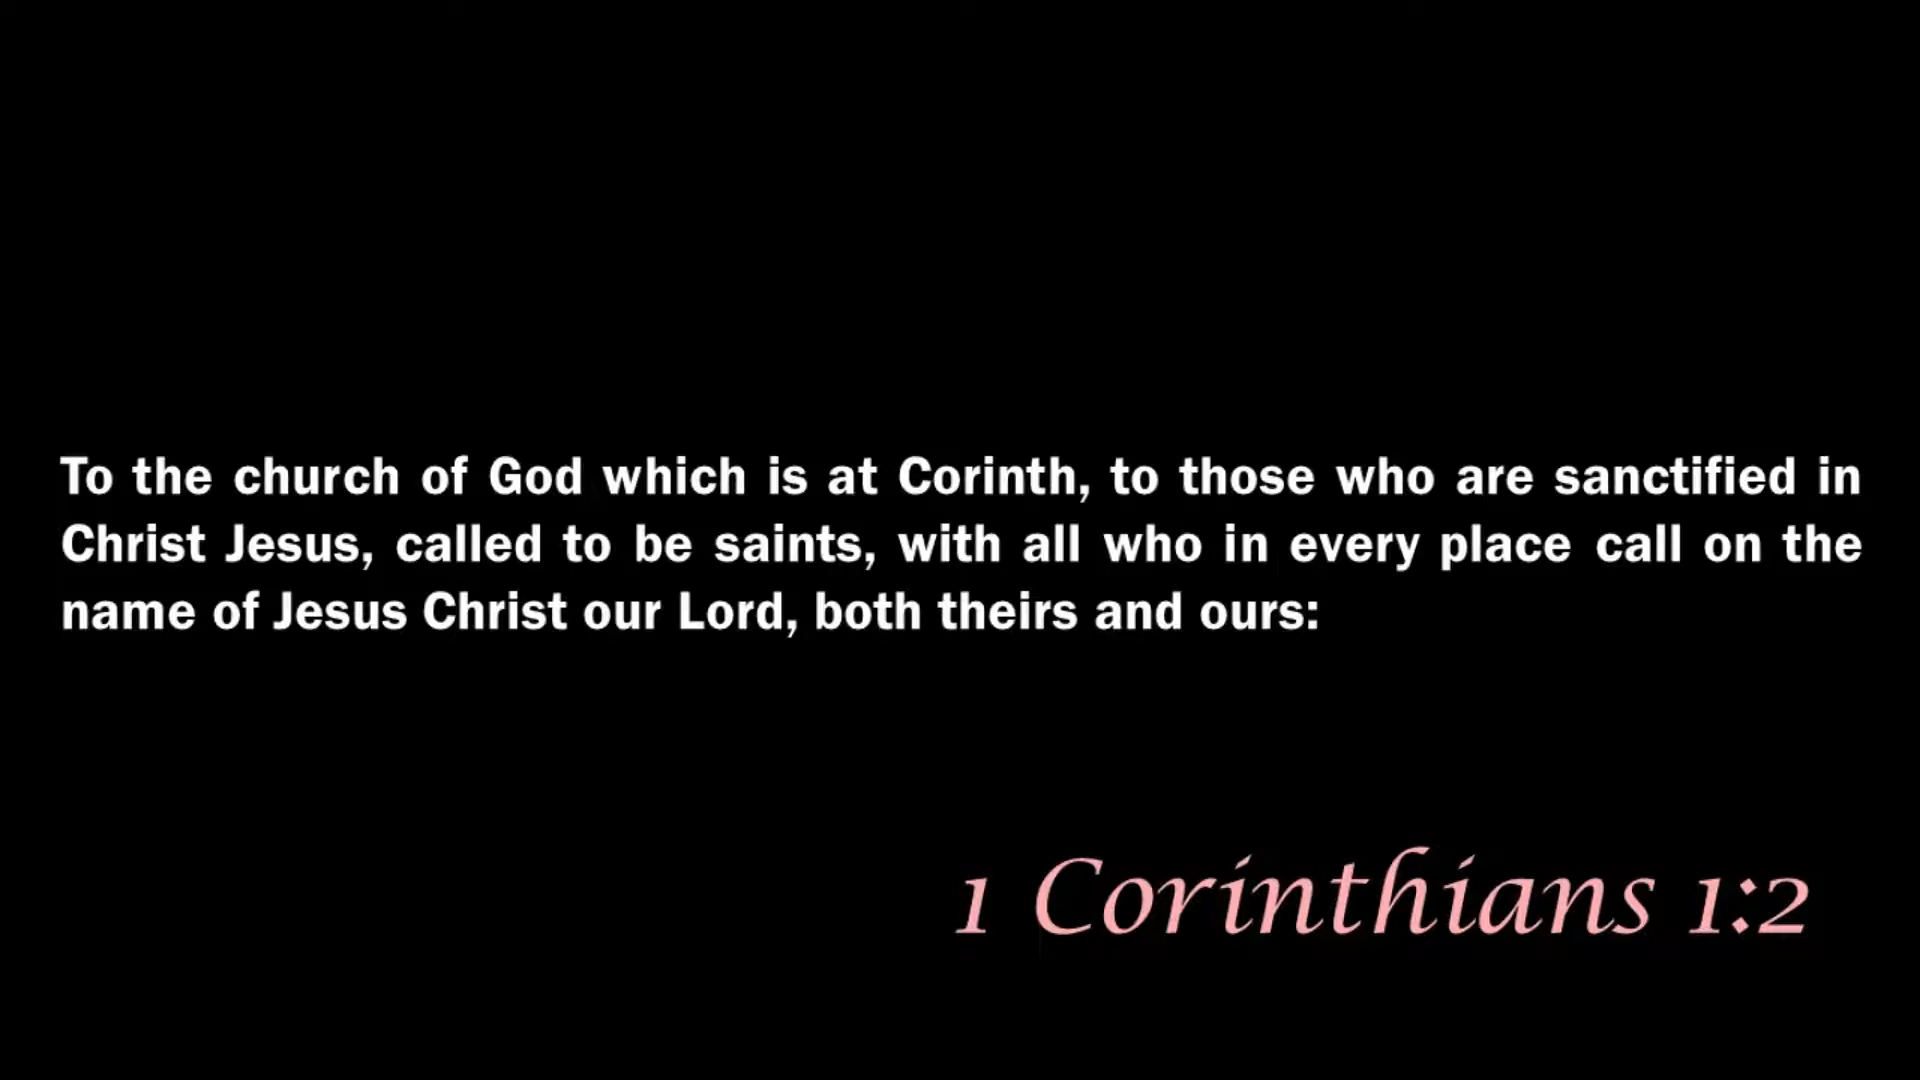 To the church of God which is at Corinth, to those who are sanctified in
Christ Jesus, called to be saints, with all who in every place call on the
name of Jesus Christ our Lord, both theirs and ours:
1 Corinthians 1:2